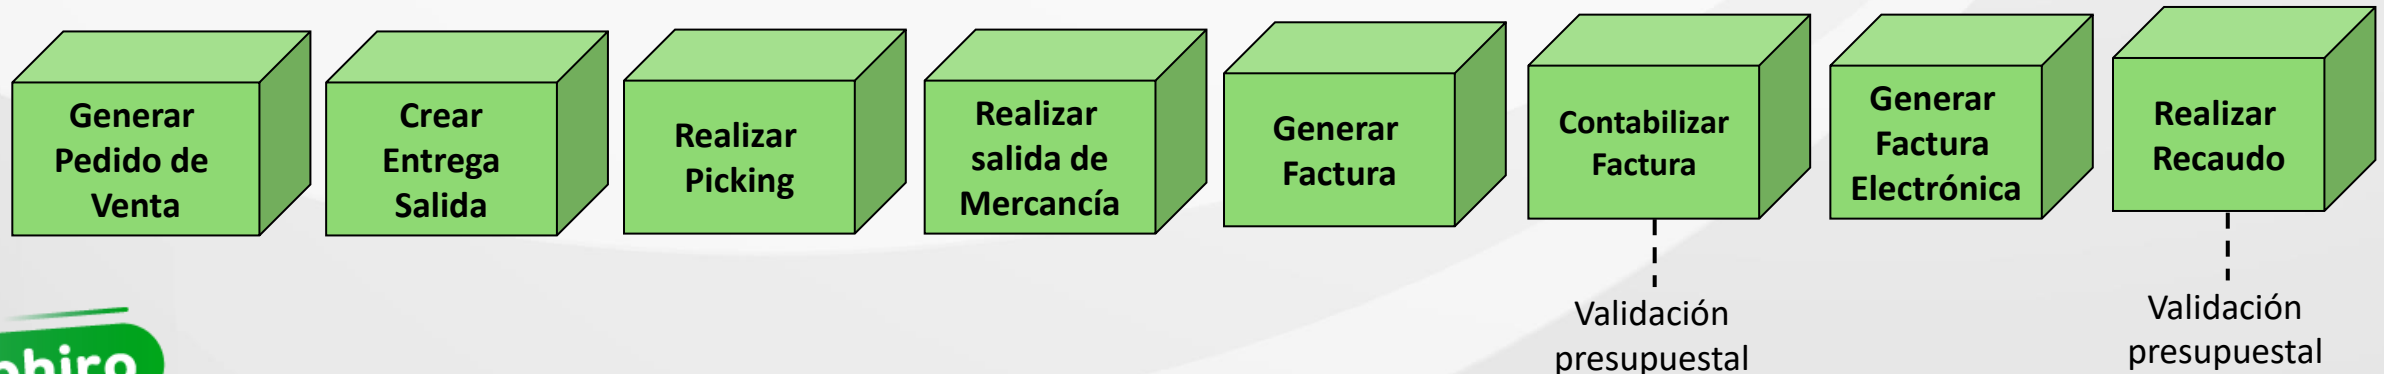 Generar
Pedido de
Venta
Crear
Entrega
Salida
Realizar
Picking
Realizar
salida de
Mercancía
Generar
Factura
Contabilizar
Factura
Generar
Factura
Electrónica
Realizar
Recaudo
Validación
presupuestal
Validación
presupuestal